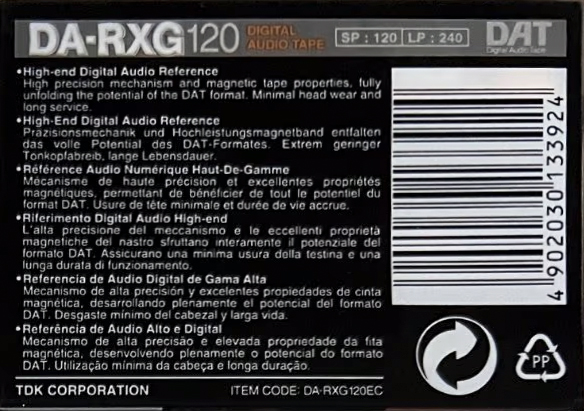 DA-RXG120 DIGITAL AUDIO TAPE SP : 120 LP : 240 DAT
Digital Audio Tape
•High-end Digital Audio Reference
High precision mechanism and magnetic tape properties, fully
unfolding the potential of the DAT format. Minimal head wear and
long service.
•High-End Digital Audio Reference
Präzisionsmechanik und Hochleistungsmagnetband entfalten
das volle Potential des DAT-Formates. Extrem geringer
Tonkopfabreib, lange Lebensdauer.
•Référence Audio Numérique Haut-De-Gamme
Mécanisme de haute précision et excellentes propriétés
magnétiques, permettant de bénéficier de tout le potentiel du
format DAT. Usure de tête minimale et durée de vie accrue.
•Riferimento Digital Audio High-end
L'alta precisione del meccanismo e le eccellenti proprietà
magnetiche del nastro sfruttano interamente il potenziale del
formato DAT. Assicurano una minima usura della testina e una
lunga durata di funzionamento.
•Referencia de Audio Digital de Gama Alta
Mecanismo de alta precisión y excelentes propiedades de cinta
magnética, desarrollando plenamente el potencial del formato
DAT. Desgaste mínimo del cabezal y larga vida.
•Referência de Audio Alto e Digital
Mecanismo de alta precisão e elevada propriedade da fita
magnética, desenvolvendo plenamente o potencial do formato
DAT. Utilização mínima da cabeça e longa duração.
4 902030 133924
PP
TDK CORPORATION ITEM CODE: DA-RXG120EC